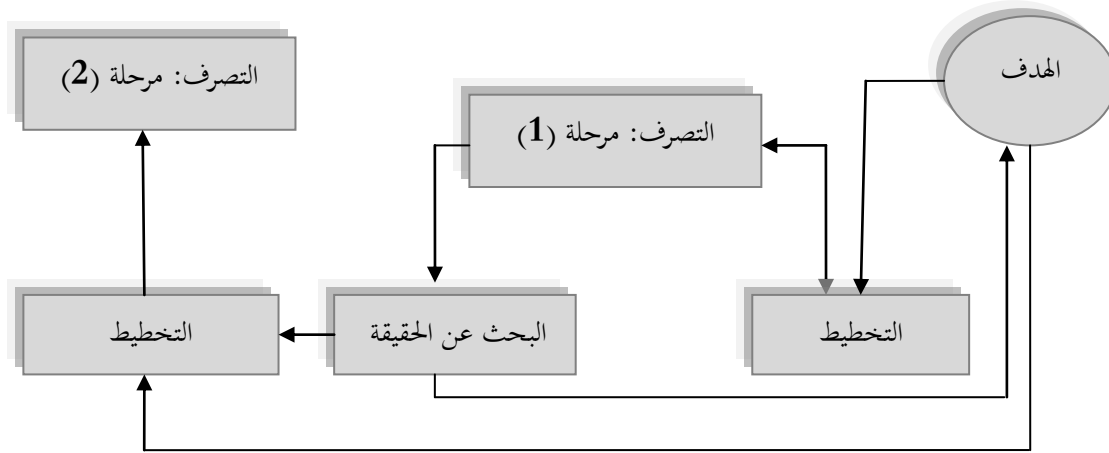 الهدف
التصرف: مرحلة (2)
التصرف: مرحلة (1)
التخطيط
البحث عن الحقيقة
التخطيط